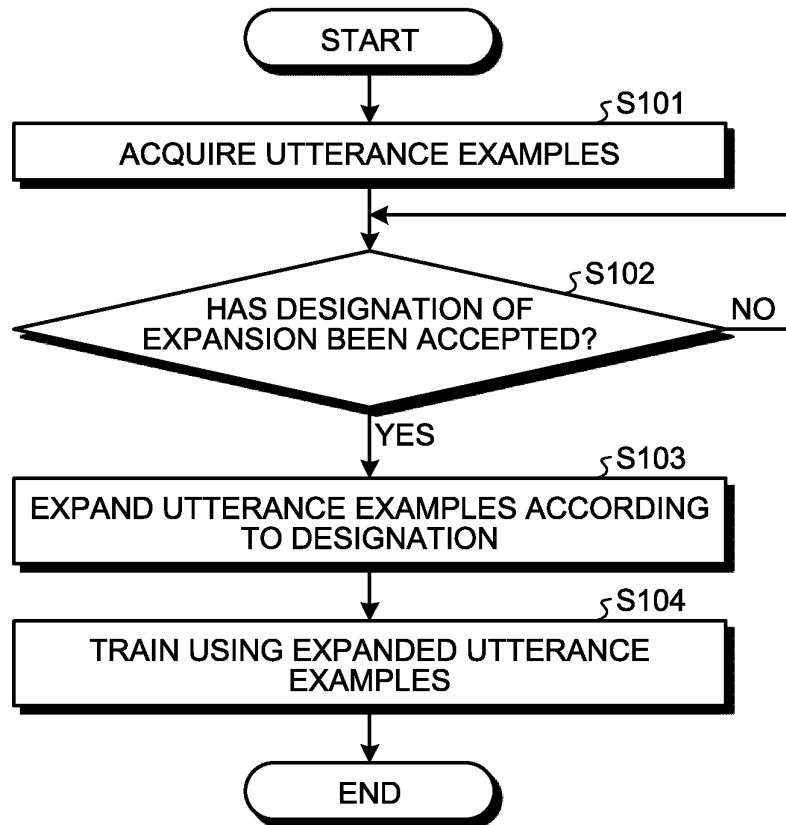 START
S101
ACQUIRE UTTERANCE EXAMPLES
S102
HAS DESIGNATION OF
EXPANSION BEEN ACCEPTED?
NO
YES
S103
EXPAND UTTERANCE EXAMPLES ACCORDING
TO DESIGNATION
S104
TRAIN USING EXPANDED UTTERANCE
EXAMPLES
END